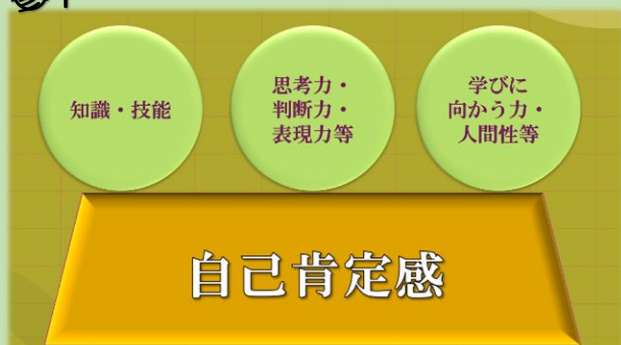 知識・技能
思考力・
判断力・
表現力等
学びに
向かう力・
人間性等
自己肯定感